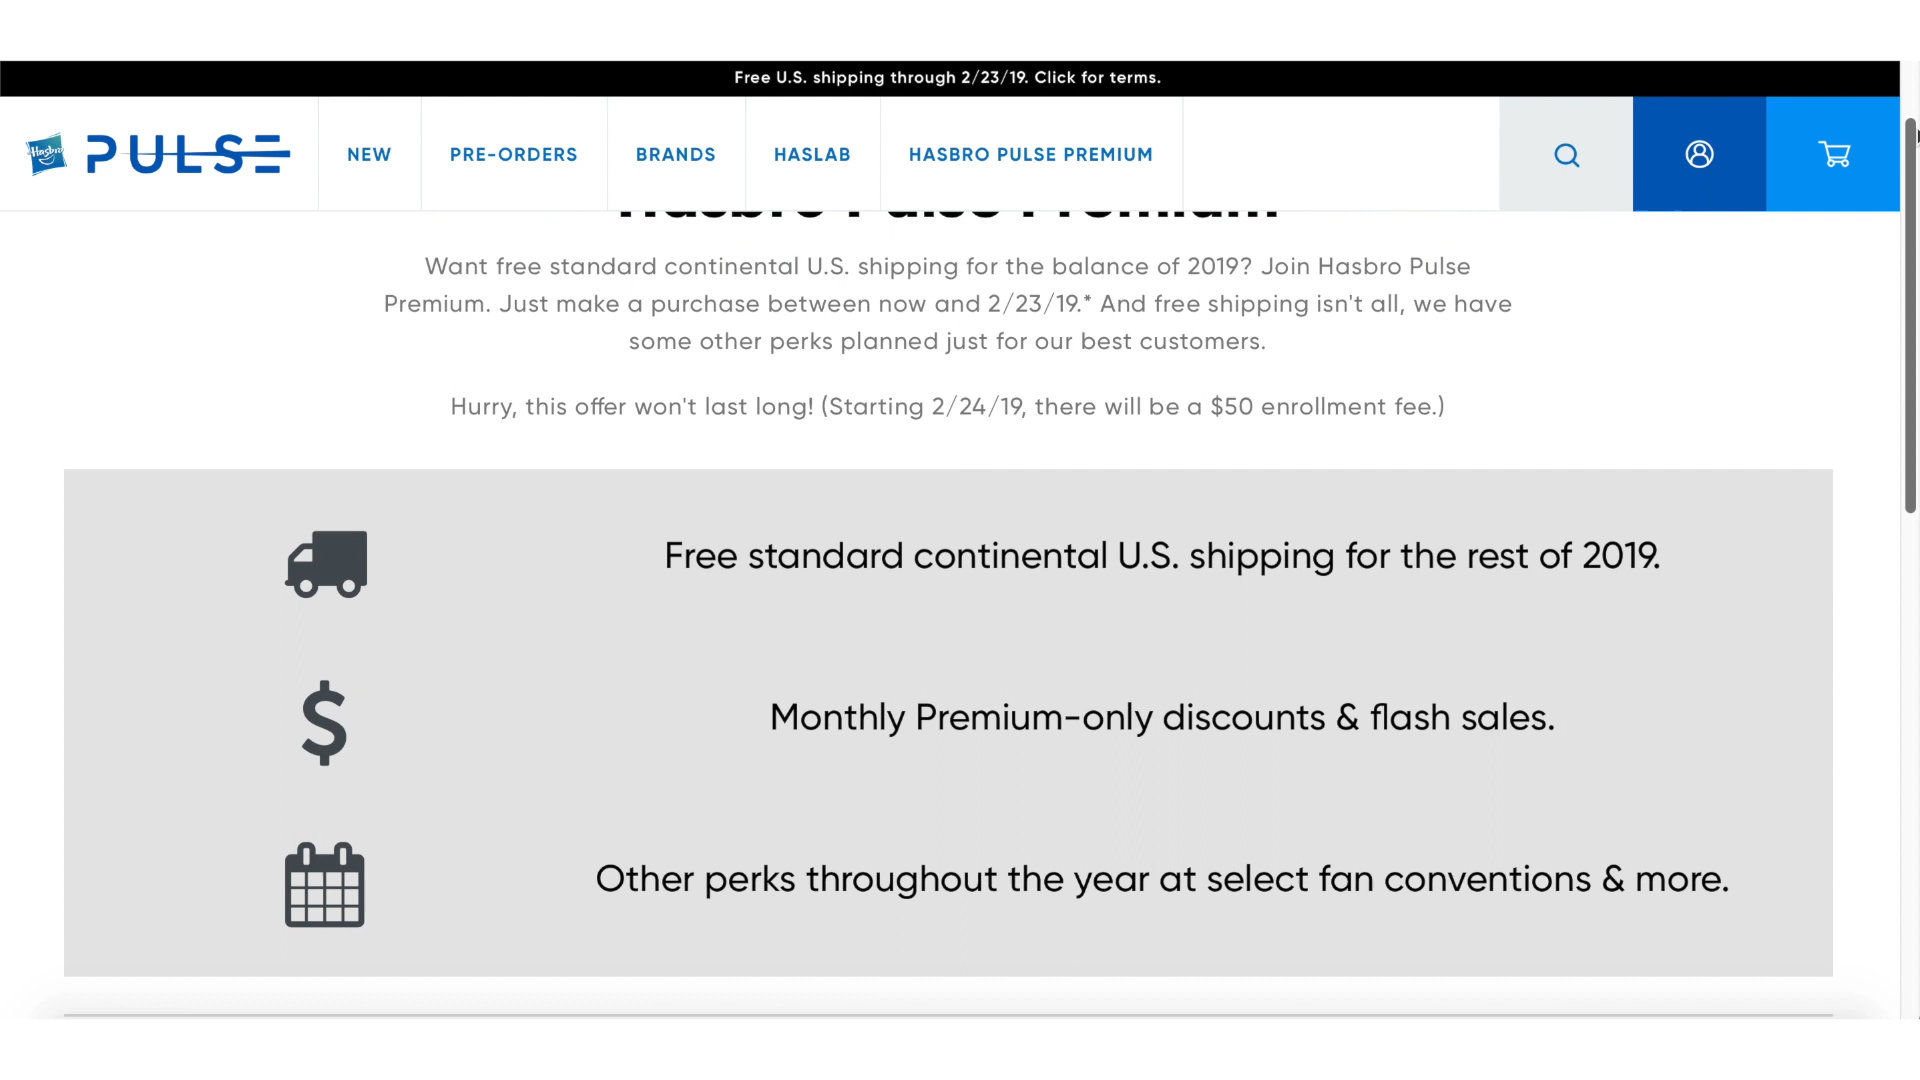 Free U.S. shipping through 2/23/19. Click for terms.
Hasbro PULSE
NEW
PRE-ORDERS
BRANDS
HASLAB
HASBRO PULSE PREMIUM
Hasbro Pulse Premium
Want free standard continental U.S. shipping for the balance of 2019? Join Hasbro Pulse
Premium. Just make a purchase between now and 2/23/19.* And free shipping isn't all, we have
some other perks planned just for our best customers.
Hurry, this offer won't last long! (Starting 2/24/19, there will be a $50 enrollment fee.)
Free standard continental U.S. shipping for the rest of 2019.
$
Monthly Premium-only discounts & flash sales.
Other perks throughout the year at select fan conventions & more.